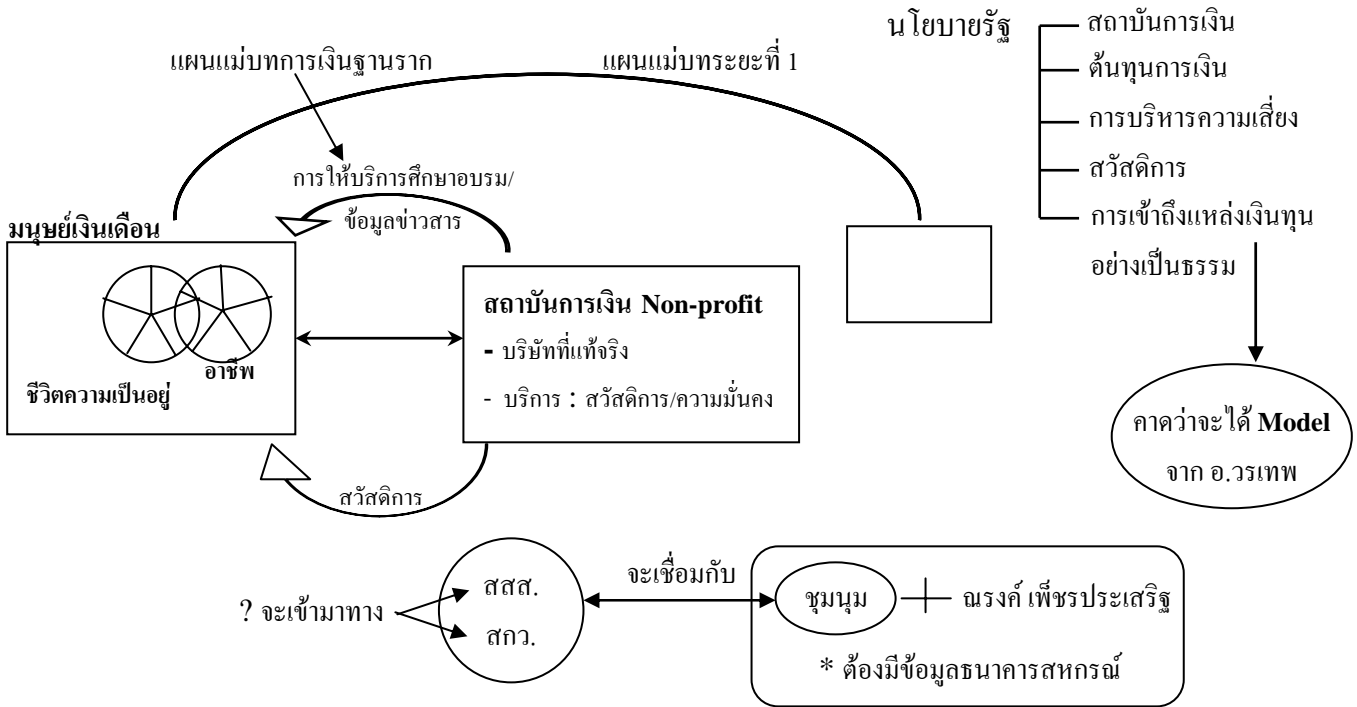 นโยบายรัฐ
สถาบันการเงิน
ต้นทุนการเงิน
การบริหารความเสี่ยง
สวัสดิการ
การเข้าถึงแหล่งเงินทุน
อย่างเป็นธรรม
แผนแม่บทการเงินฐานราก
แผนแม่บทระยะที่ 1
การให้บริการศึกษาอบรม/
ข้อมูลข่าวสาร
มนุษย์เงินเดือน
อาชีพ
ชีวิตความเป็นอยู่
สถาบันการเงิน Non-profit
- บริษัทที่แท้จริง
- บริการ : สวัสดิการ/ความมั่นคง
สวัสดิการ
คาดว่าจะได้ Model
จาก อ.วรเทพ
? จะเข้ามาทาง
สสส.
สกว.
จะเชื่อมกับ
ชุมนุม
ณรงค์ เพ็ชรประเสริฐ
* ต้องมีข้อมูลธนาคารสหกรณ์